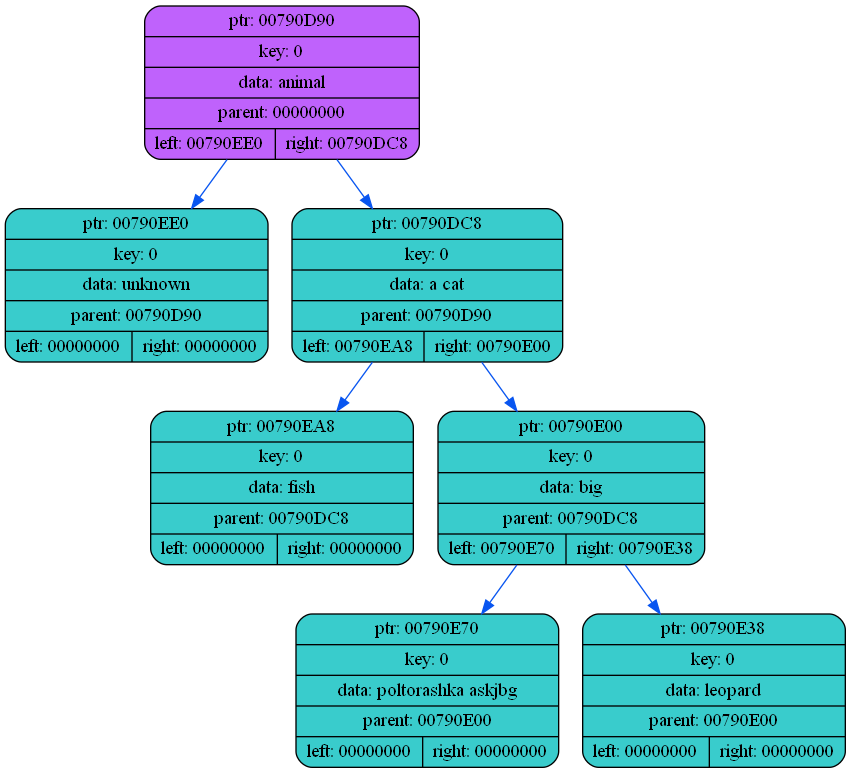 ptr: 00790D90
key: 0
data: animal
parent: 00000000
left: 00790EE0 right: 00790DC8
ptr: 00790EE0
key: 0
data: unknown
parent: 00790D90
left: 00000000 right: 00000000
ptr: 00790DC8
key: 0
data: a cat
parent: 00790D90
left: 00790EA8 right: 00790E00
ptr: 00790EA8
key: 0
data: fish
parent: 00790DC8
left: 00000000 right: 00000000
ptr: 00790E00
key: 0
data: big
parent: 00790DC8
left: 00790E70 right: 00790E38
ptr: 00790E70
key: 0
data: poltorashka askjbg
parent: 00790E00
left: 00000000 right: 00000000
ptr: 00790E38
key: 0
data: leopard
parent: 00790E00
left: 00000000 right: 00000000